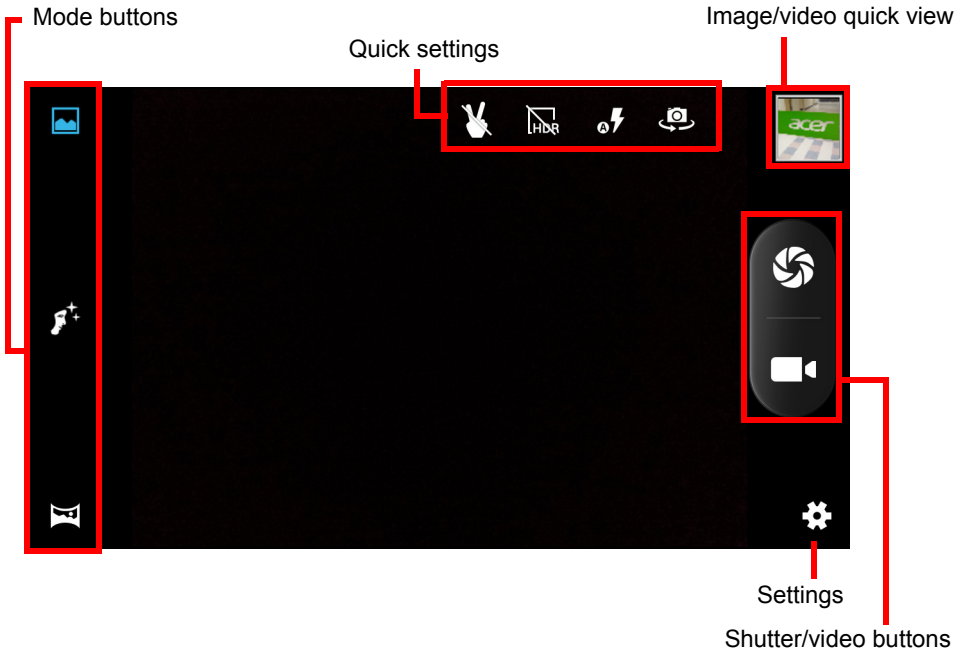 Mode buttons
Image/video quick view
Quick settings
HDR
A
acer
Settings
Shutter/video buttons